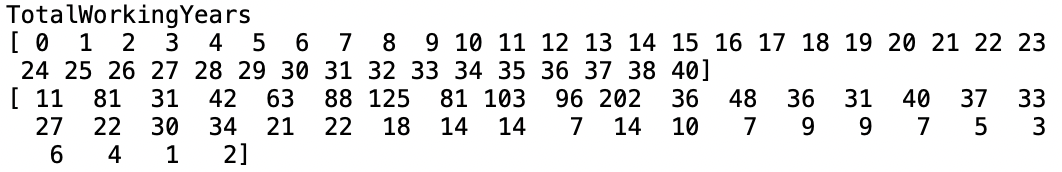 TotalWorkingYears
[ 0 1 2 3 4 5 6 7 8 9 10 11 12 13 14 15 16 17 18 19 20 21 22 23
24 25 26 27 28 29 30 31 32 33 34 35 36 37 38 40]
[ 11 81 31 42 63 88 125 81 103 96 202 36 48 36 31 40 37 33
27 22 30 34 21 22 18 14 14 7 14 10 7 9 9 7 5 3
6 4 1 2]